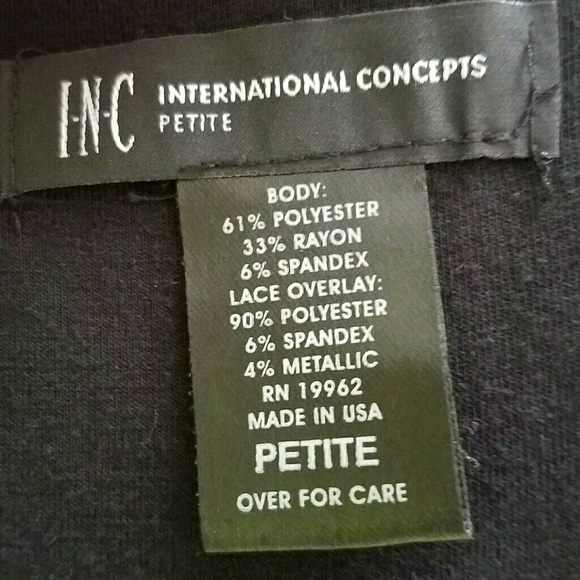 I·N·C INTERNATIONAL CONCEPTS
PETITE
BODY:
61% POLYESTER
33% RAYON
6% SPANDEX
LACE OVERLAY:
90% POLYESTER
6% SPANDEX
4% METALLIC
RN 19962
MADE IN USA
PETITE
OVER FOR CARE